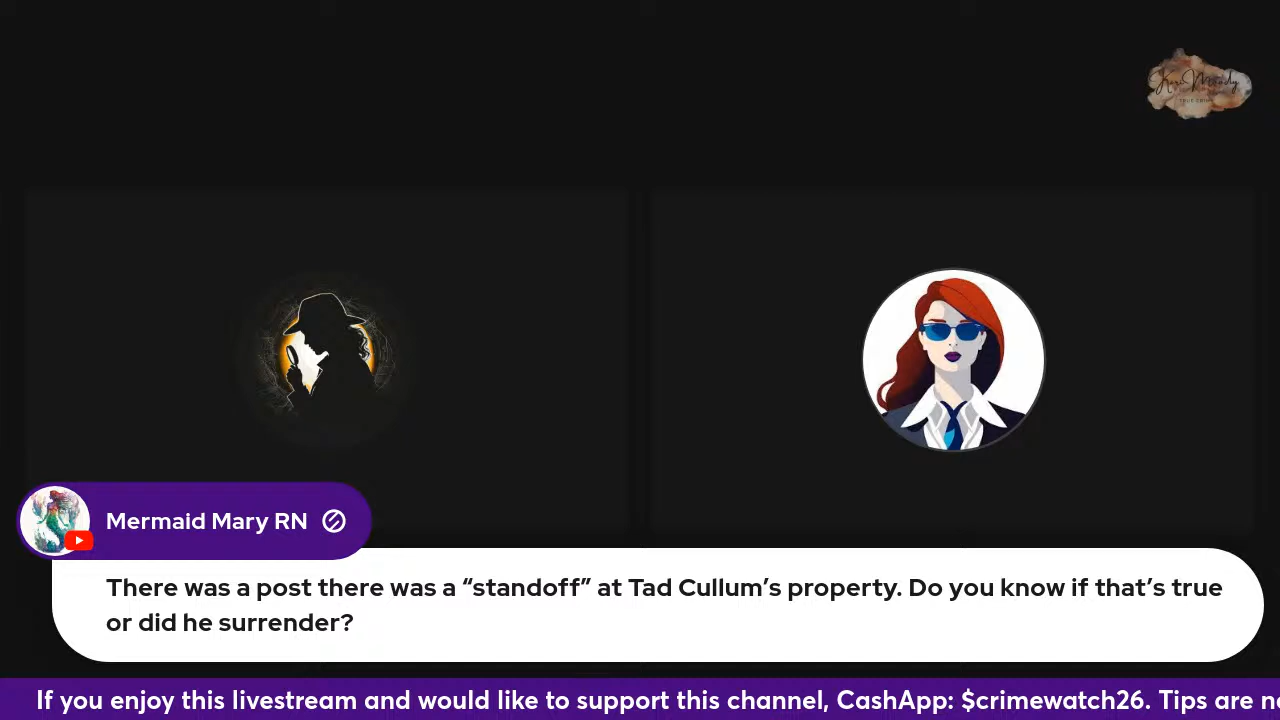 Mermaid Mary RN
There was a post there was a “standoff” at Tad Cullum’s property. Do you know if that’s true
or did he surrender?
If you enjoy this livestream and would like to support this channel, CashApp: $crimewatch26. Tips are